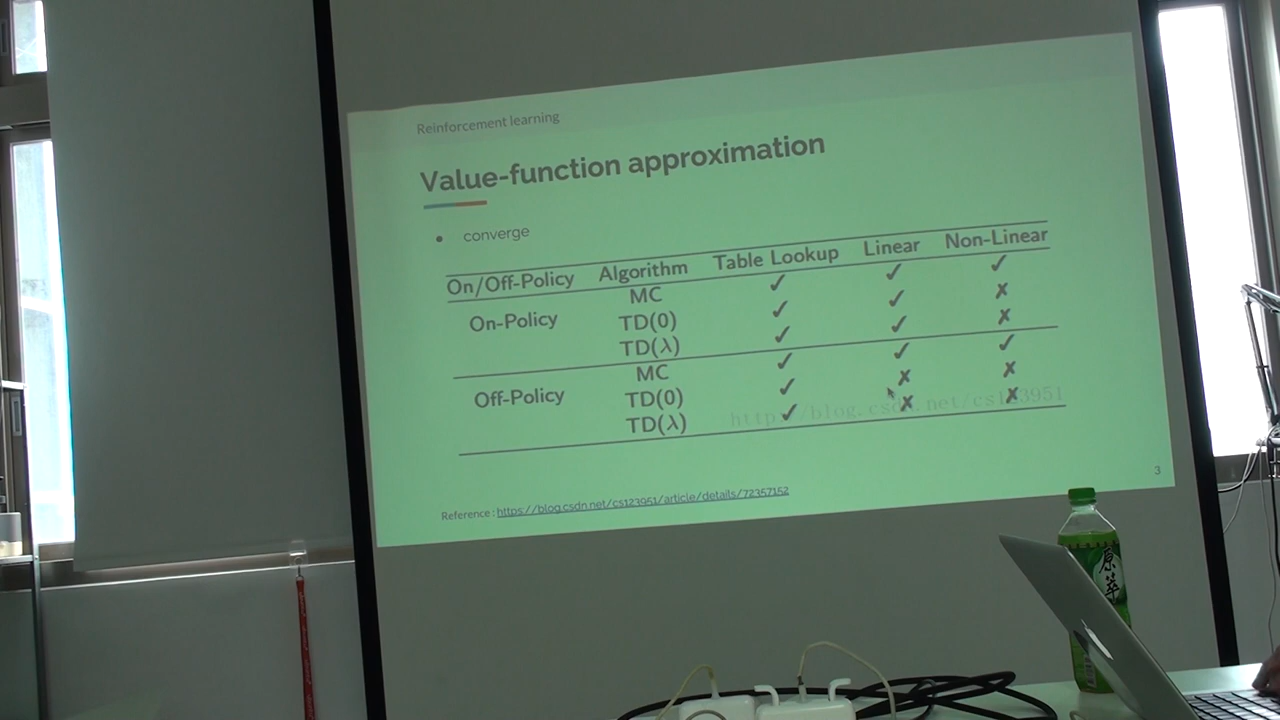 Reinforcement learning
Value-function approximation
● converge
On/Off-Policy Algorithm Table Lookup Linear Non-Linear
MC ✓ ✓ ✓
On-Policy TD(0) ✓ ✓ ✗
TD(λ) ✓ ✓ ✗
MC ✓ ✓ ✓
Off-Policy TD(0) ✓ ✗ ✗
TD(λ) ✓ ✗ ✗
http://blog.csdn.net/cs123951
3
Reference : https://blog.csdn.net/cs123951/article/details/72357152
原萃